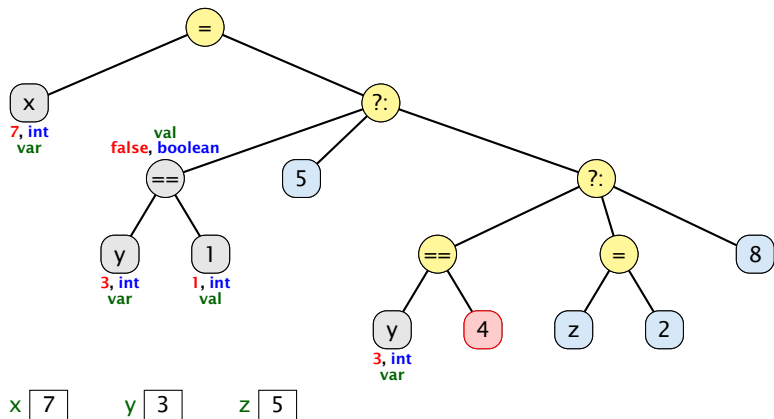 =
x
7, int
var
?:
val
false, boolean
==
5
?:
y
3, int
var
1
1, int
val
==
=
8
y
3, int
var
4
z
2
x 7 y 3 z 5